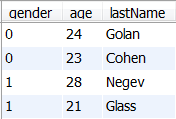 gender age lastName
0 24 Golan
0 23 Cohen
1 28 Negev
1 21 Glass